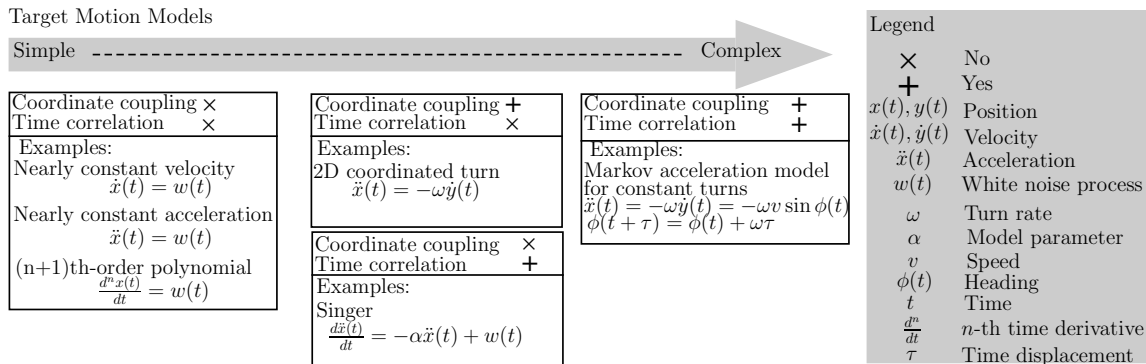 Target Motion Models
Simple
Complex
Coordinate coupling ×
Time correlation ×
Examples:
Nearly constant velocity
ẋ(t) = w(t)
Nearly constant acceleration
ẍ(t) = w(t)
(n+1)th-order polynomial
d^n x(t)/dt = w(t)
Coordinate coupling +
Time correlation ×
Examples:
2D coordinated turn
ẍ(t) = −ωẏ(t)
Coordinate coupling ×
Time correlation +
Examples:
Singer
dẍ(t)/dt = −αẍ(t) + w(t)
Coordinate coupling +
Time correlation +
Examples:
Markov acceleration model
for constant turns
ẍ(t) = −ωẏ(t) = −ωv sin ϕ(t)
ϕ(t + τ) = ϕ(t) + ωτ
Legend
× No
+ Yes
x(t), y(t) Position
ẋ(t), ẏ(t) Velocity
ẍ(t) Acceleration
w(t) White noise process
ω Turn rate
α Model parameter
v Speed
ϕ(t) Heading
t Time
d^n/dt n-th time derivative
τ Time displacement